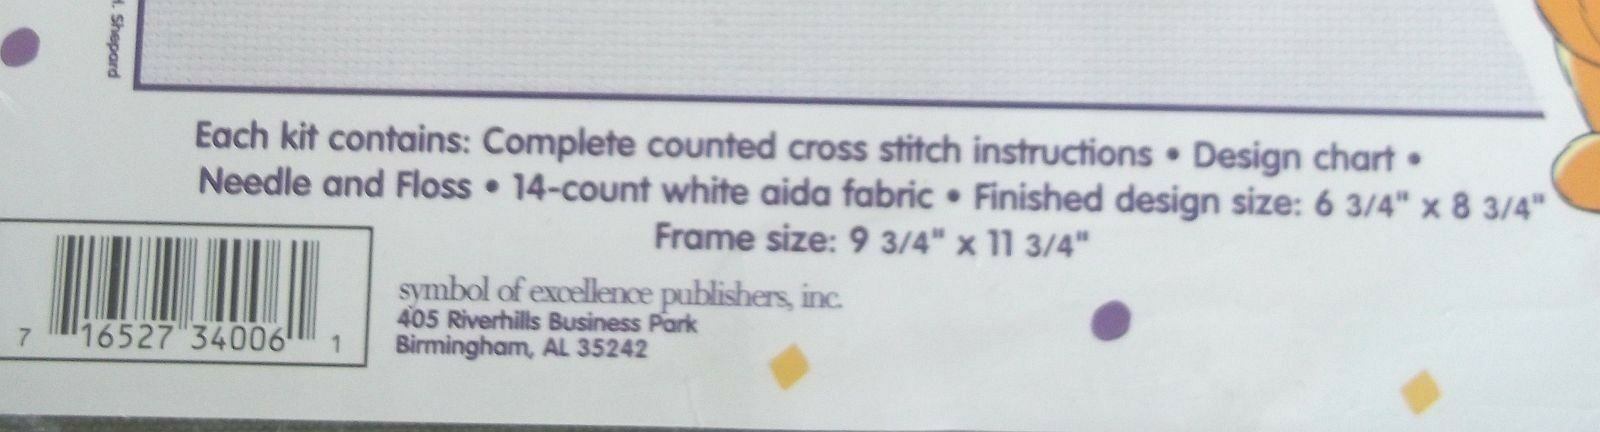 H. Shepard
Each kit contains: Complete counted cross stitch instructions • Design chart •
Needle and Floss • 14-count white aida fabric • Finished design size: 6 3/4" x 8 3/4"
Frame size: 9 3/4" x 11 3/4"
symbol of excellence publishers, inc.
405 Riverhills Business Park
Birmingham, AL 35242
7 16527 34006 1